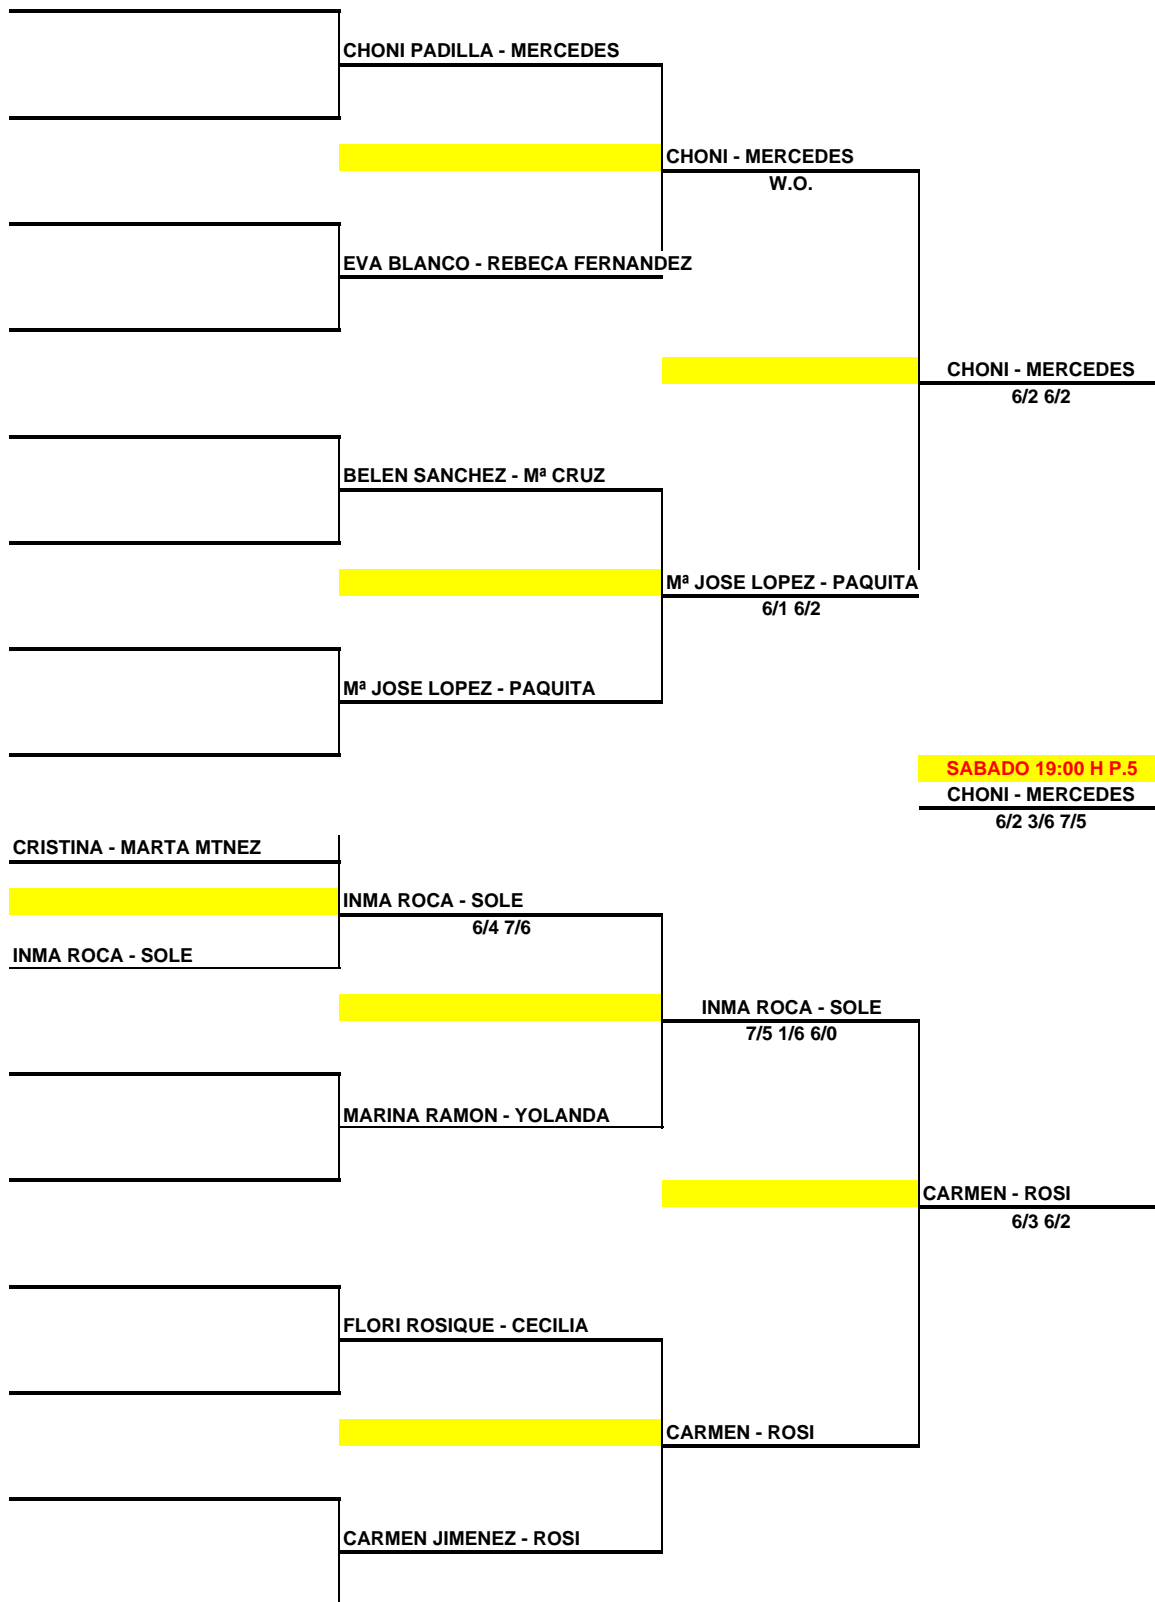 CHONI PADILLA - MERCEDES
CHONI - MERCEDES
W.O.
EVA BLANCO - REBECA FERNANDEZ
CHONI - MERCEDES
6/2 6/2
BELEN SANCHEZ - Mª CRUZ
Mª JOSE LOPEZ - PAQUITA
6/1 6/2
Mª JOSE LOPEZ - PAQUITA
SABADO 19:00 H P.5
CHONI - MERCEDES
6/2 3/6 7/5
CRISTINA - MARTA MTNEZ
INMA ROCA - SOLE
6/4 7/6
INMA ROCA - SOLE
INMA ROCA - SOLE
7/5 1/6 6/0
MARINA RAMON - YOLANDA
CARMEN - ROSI
6/3 6/2
FLORI ROSIQUE - CECILIA
CARMEN - ROSI
CARMEN JIMENEZ - ROSI